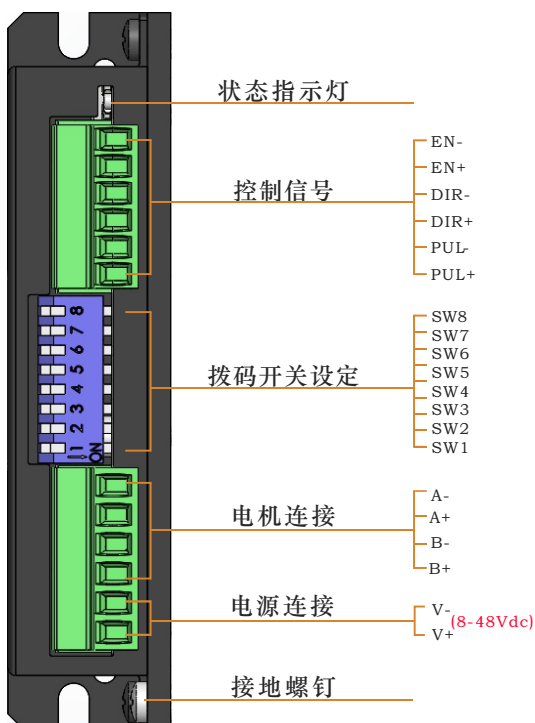 状态指示灯
控制信号
EN-
EN+
DIR-
DIR+
PUL-
PUL+
8
7
6
5
4
3
2
1
ON
拨码开关设定
SW8
SW7
SW6
SW5
SW4
SW3
SW2
SW1
电机连接
A-
A+
B-
B+
电源连接
V-
(8-48Vdc)
V+
接地螺钉